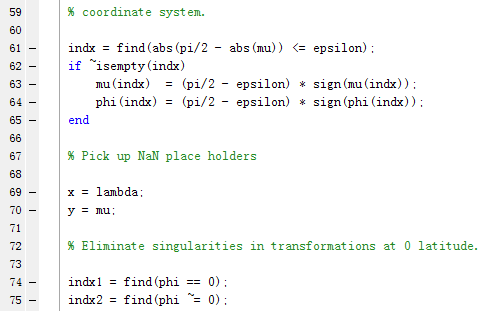 59 % coordinate system.
60
61 – indx = find(abs(pi/2 - abs(mu)) <= epsilon);
62 – if ~isempty(indx)
63 – mu(indx) = (pi/2 - epsilon) * sign(mu(indx));
64 – phi(indx) = (pi/2 - epsilon) * sign(phi(indx));
65 – end
66
67 % Pick up NaN place holders
68
69 – x = lambda;
70 – y = mu;
71
72 % Eliminate singularities in transformations at 0 latitude.
73
74 – indx1 = find(phi == 0);
75 – indx2 = find(phi ~= 0);